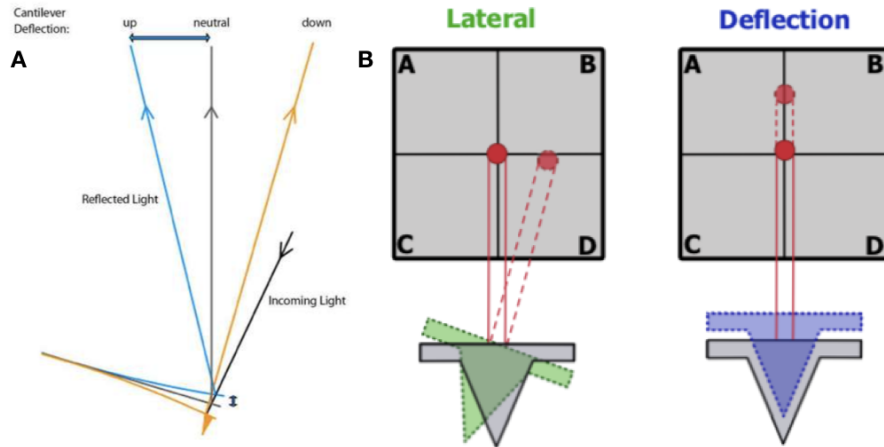 Cantilever
Deflection:
up neutral down
A
Reflected Light
Incoming Light
B
Lateral
A B
C D
Deflection
A B
C D